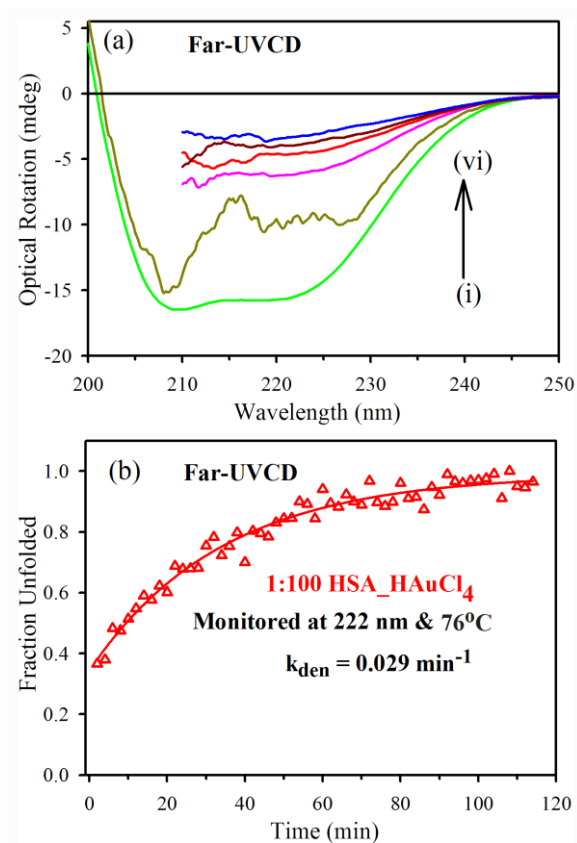 (a)
Far-UVCD
5
0
-5
-10
-15
-20
Optical Rotation (mdeg)
(vi)
(i)
200 210 220 230 240 250
Wavelength (nm)
(b)
Far-UVCD
1.0
0.8
0.6
0.4
0.2
0.0
Fraction Unfolded
1:100 HSA_HAuCl4
Monitored at 222 nm & 76oC
kden = 0.029 min-1
0 20 40 60 80 100 120
Time (min)